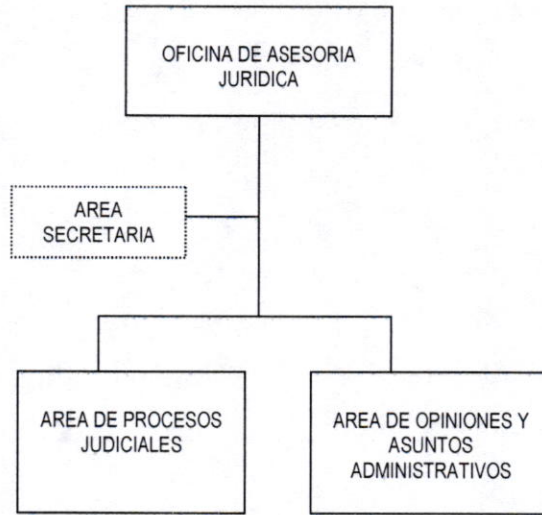 OFICINA DE ASESORIA
JURIDICA
AREA
SECRETARIA
AREA DE PROCESOS
JUDICIALES
AREA DE OPINIONES Y
ASUNTOS
ADMINISTRATIVOS